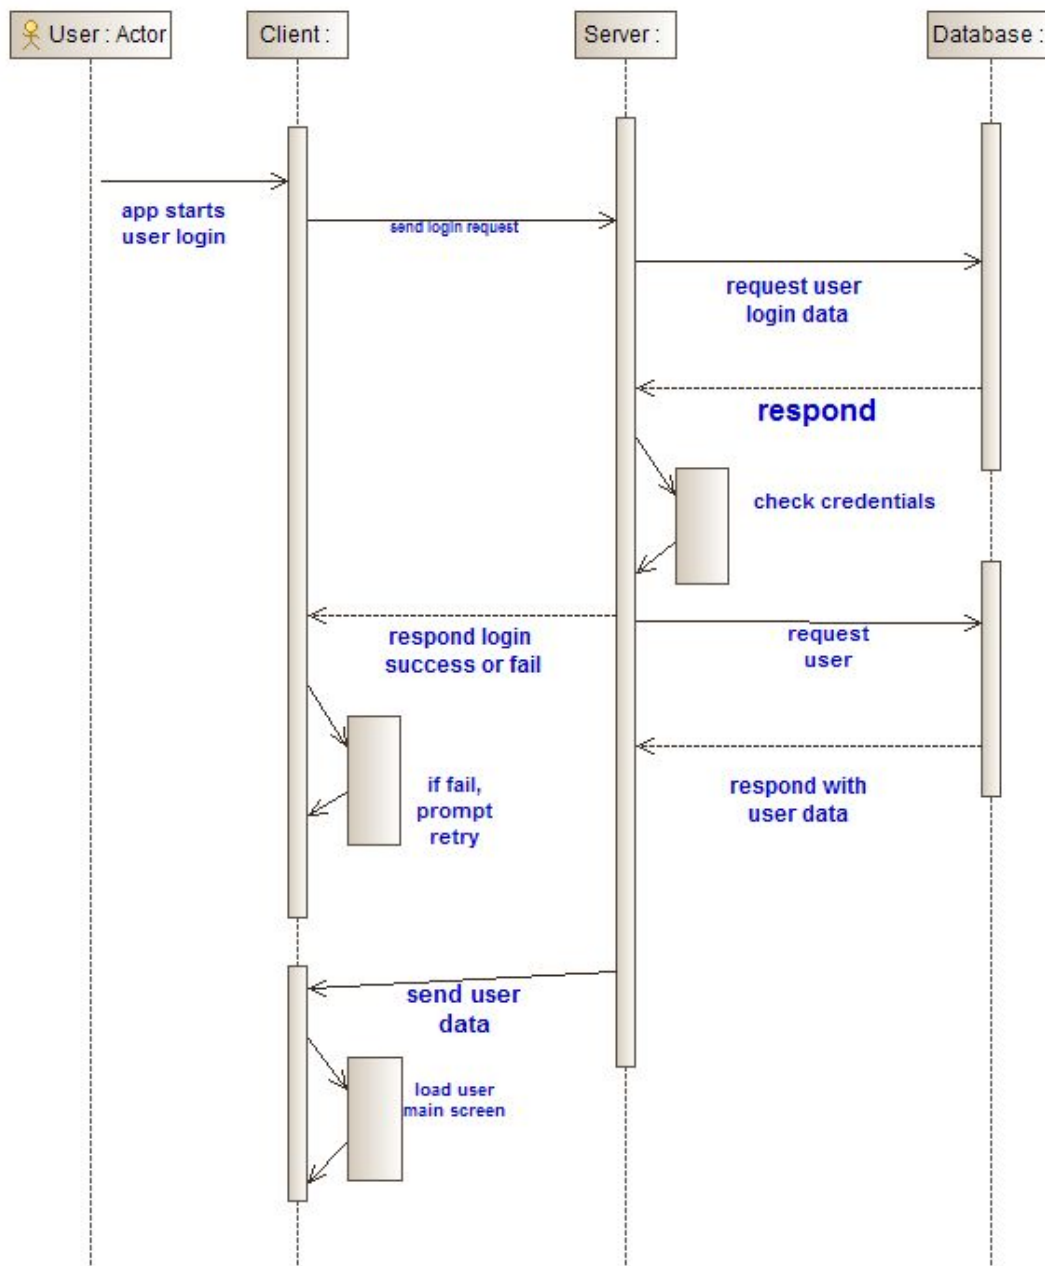 User : Actor
Client :
Server :
Database :
app starts
user login
send login request
request user
login data
respond
check credentials
respond login
success or fail
request
user
if fail,
prompt
retry
respond with
user data
send user
data
load user
main screen